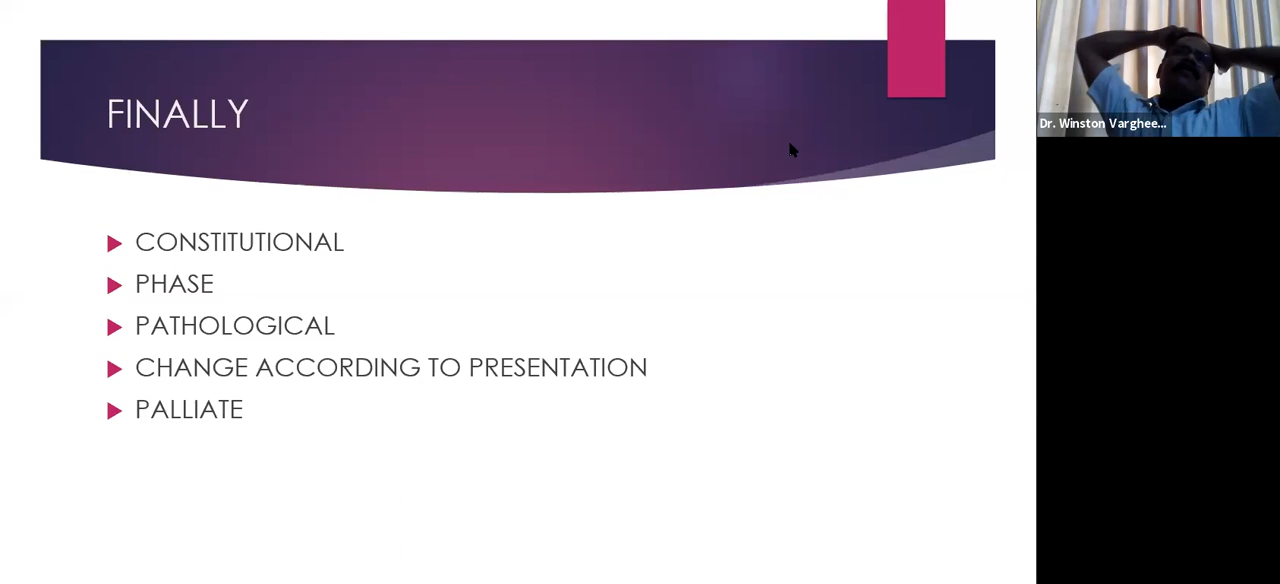 FINALLY
CONSTITUTIONAL
PHASE
PATHOLOGICAL
CHANGE ACCORDING TO PRESENTATION
PALLIATE
Dr. Winston Varghee...